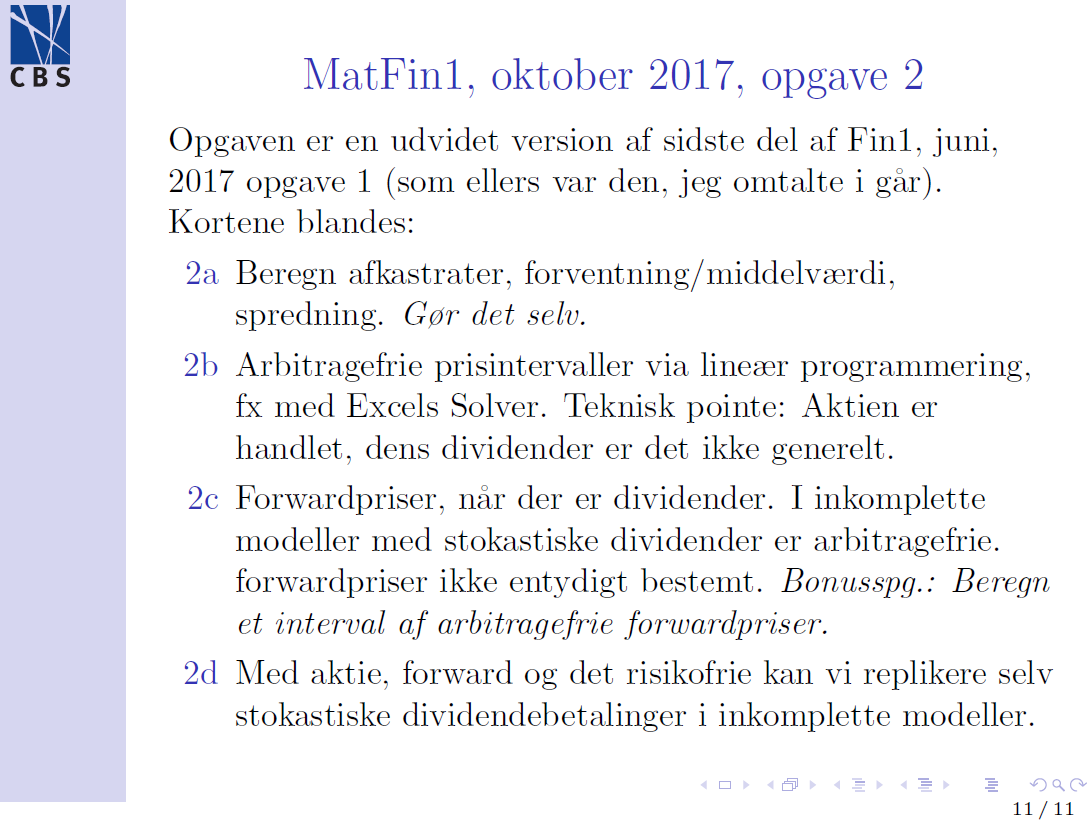 CBS
MatFin1, oktober 2017, opgave 2
Opgaven er en udvidet version af sidste del af Fin1, juni,
2017 opgave 1 (som ellers var den, jeg omtalte i går).
Kortene blandes:
2a Beregn afkastrater, forventning/middelværdi,
spredning. Gør det selv.
2b Arbitragefrie prisintervaller via lineær programmering,
fx med Excels Solver. Teknisk pointe: Aktien er
handlet, dens dividender er det ikke generelt.
2c Forwardpriser, når der er dividender. I inkomplette
modeller med stokastiske dividender er arbitragefrie.
forwardpriser ikke entydigt bestemt. Bonusspg.: Beregn
et interval af arbitragefrie forwardpriser.
2d Med aktie, forward og det risikofrie kan vi replikere selv
stokastiske dividendebetalinger i inkomplette modeller.
11 / 11